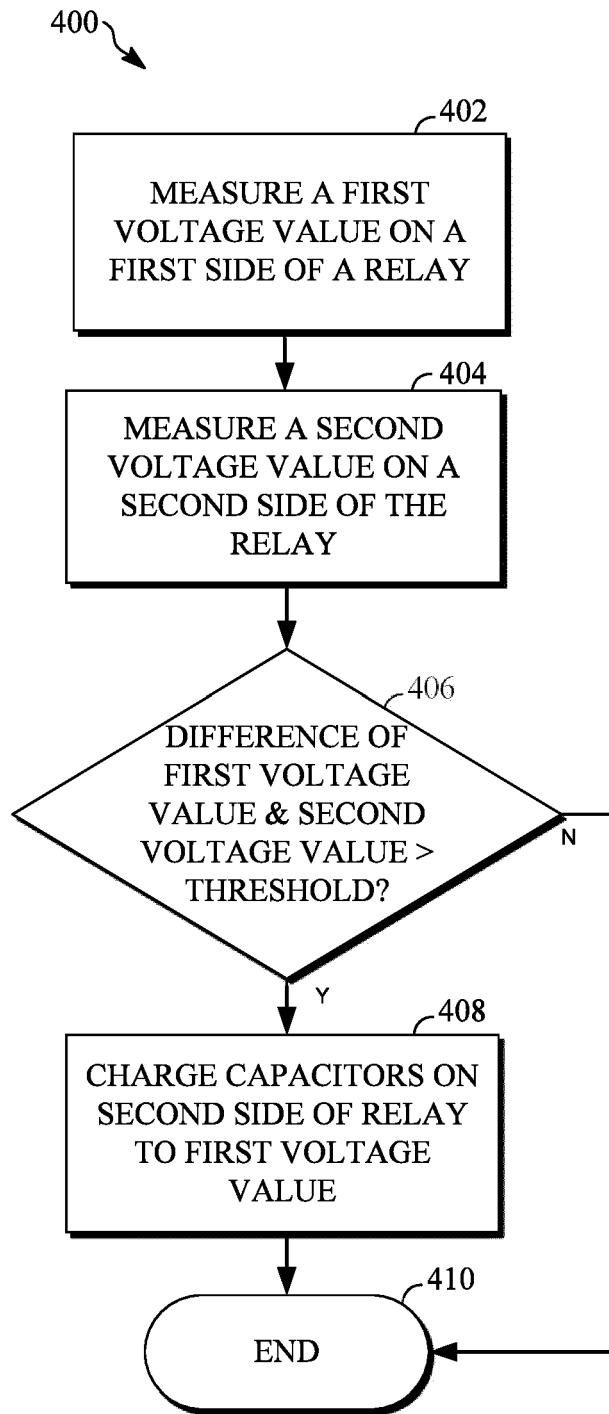 400
402
MEASURE A FIRST
VOLTAGE VALUE ON A
FIRST SIDE OF A RELAY
404
MEASURE A SECOND
VOLTAGE VALUE ON A
SECOND SIDE OF THE
RELAY
406
DIFFERENCE OF
FIRST VOLTAGE
VALUE & SECOND
VOLTAGE VALUE >
THRESHOLD?
N
Y
408
CHARGE CAPACITORS ON
SECOND SIDE OF RELAY
TO FIRST VOLTAGE
VALUE
410
END